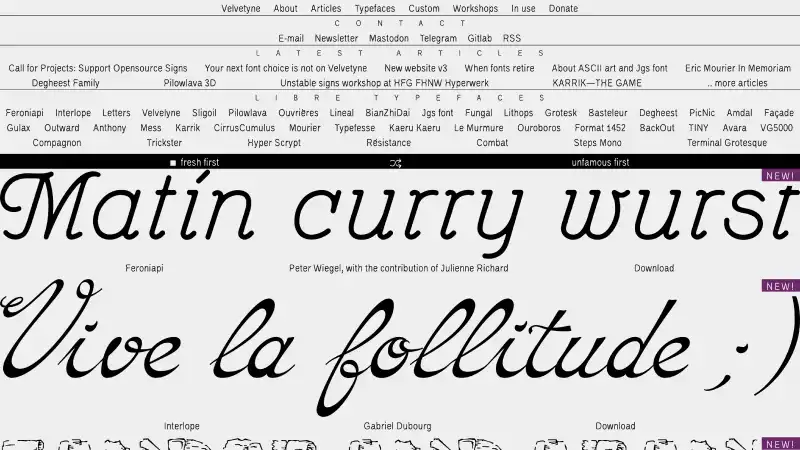 Velvetyne About Articles Typefaces Custom Workshops In use Donate
CONTACT
E-mail Newsletter Mastodon Telegram Gitlab RSS
LATEST ARTICLES
Call for Projects: Support Opensource Signs Your next font choice is not on Velvetyne New website v3 When fonts retire About ASCII art and Jgs font Eric Mourier In Memoriam
Degheest Family Pilowlava 3D Unstable signs workshop at HFG FHNW Hyperwerk KARRIK—THE GAME .. more articles
LIBRE TYPEFACES
Feroniapi Interlope Letters Velvetyne Sligoil Pilowlava Ouvrières Lineal BianZhiDai Jgs font Fungal Lithops Grotesk Basteleur Degheest PicNic Amdal Façade
Gulax Outward Anthony Mess Karrik CirrusCumulus Mourier Typefesse Kaeru Kaeru Le Murmure Ouroboros Format 1452 BackOut TINY Avara VG5000
Compagnon Trickster Hyper Scrypt Résistance Combat Steps Mono Terminal Grotesque
fresh first unfamous first
NEW!
Matín curry wurst
Feroniapi Peter Wiegel, with the contribution of Julienne Richard Download
NEW!
Vive la follitude ;)
Interlope Gabriel Dubourg Download
NEW!